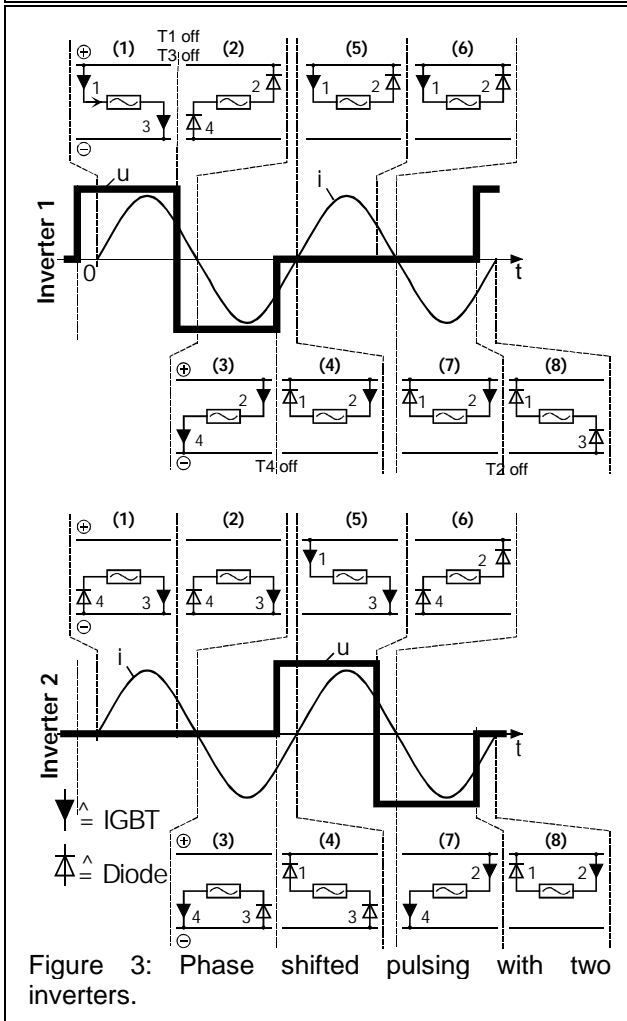 T1 off
T3 off
⊕ (1) (2) (5) (6)
1 3 2 4 1 2 1 2
⊖
u i
Inverter 1
0 t
⊕ (3) (4) (7) (8)
2 4 1 2 1 2 1 3
⊖ T4 off T2 off
⊕ (1) (2) (5) (6)
4 3 4 3 1 3 2 4
⊖
i u
Inverter 2
t
≙ IGBT
≙ Diode
⊕ (3) (4) (7) (8)
4 3 1 3 2 4 1 2
⊖
Figure 3: Phase shifted pulsing with two
inverters.